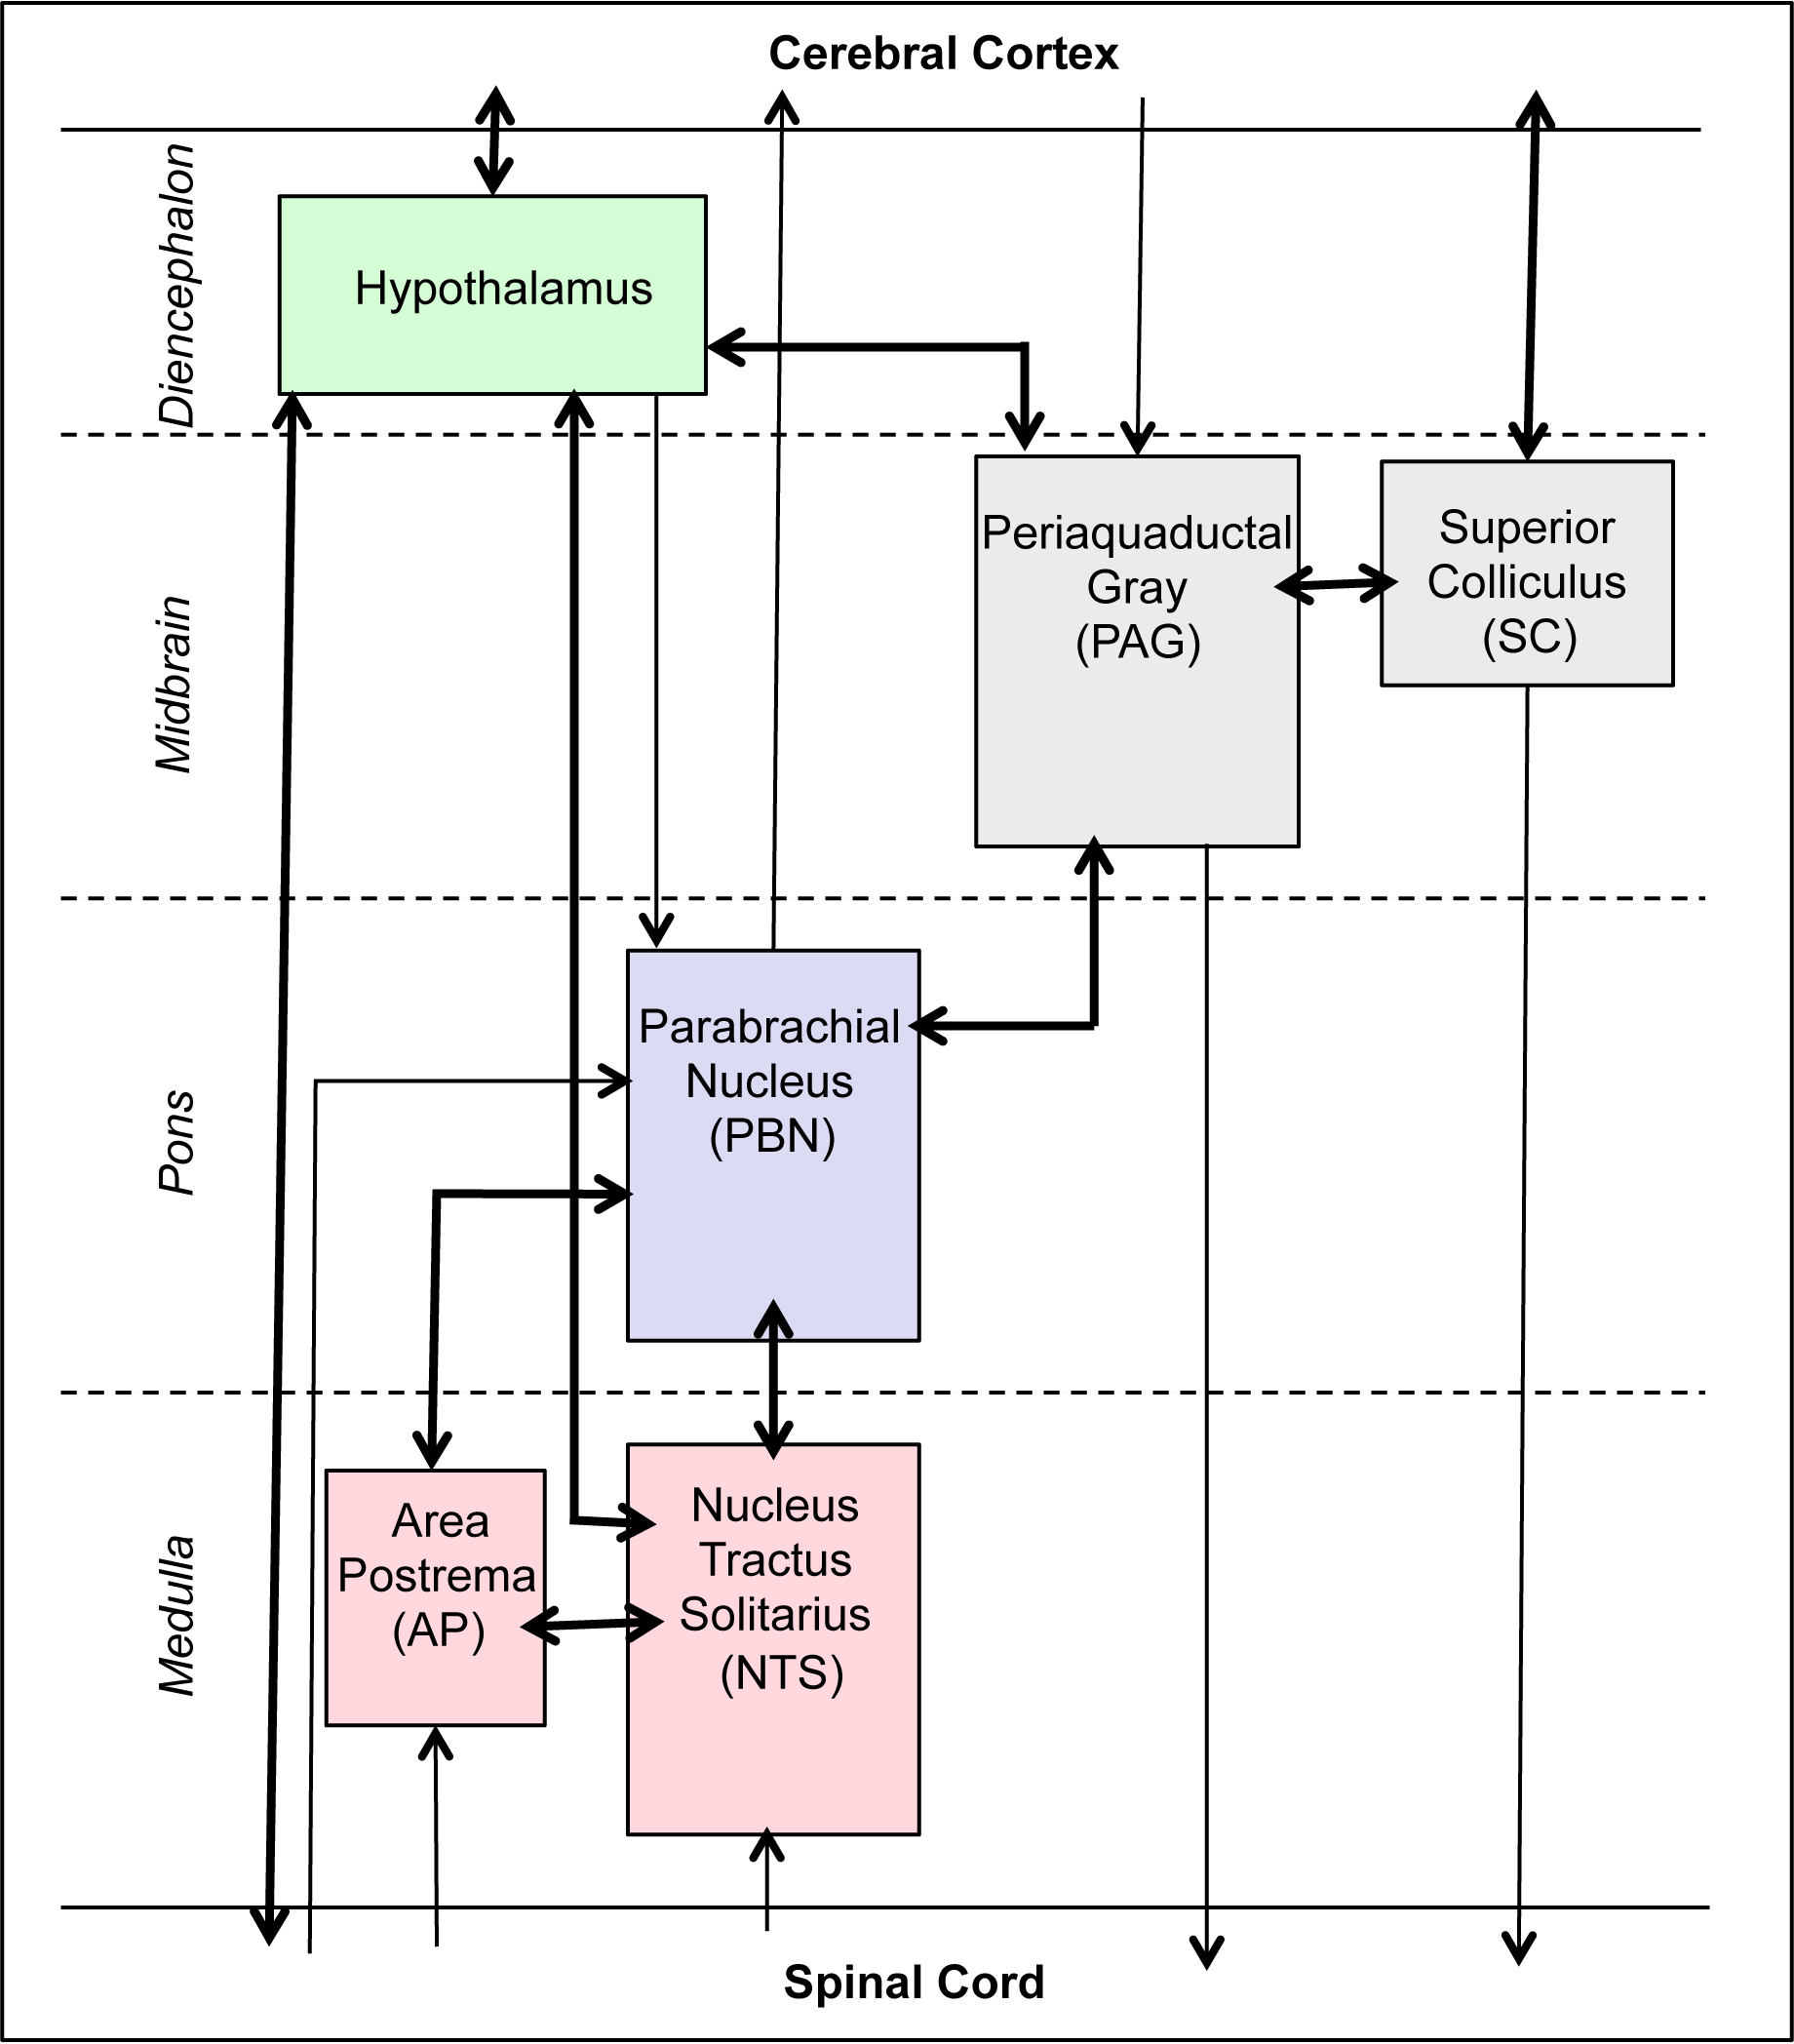 Cerebral Cortex
Diencephalon
Hypothalamus
Midbrain
Periaquaductal
Gray
(PAG)
Superior
Colliculus
(SC)
Pons
Parabrachial
Nucleus
(PBN)
Medulla
Area
Postrema
(AP)
Nucleus
Tractus
Solitarius
(NTS)
Spinal Cord